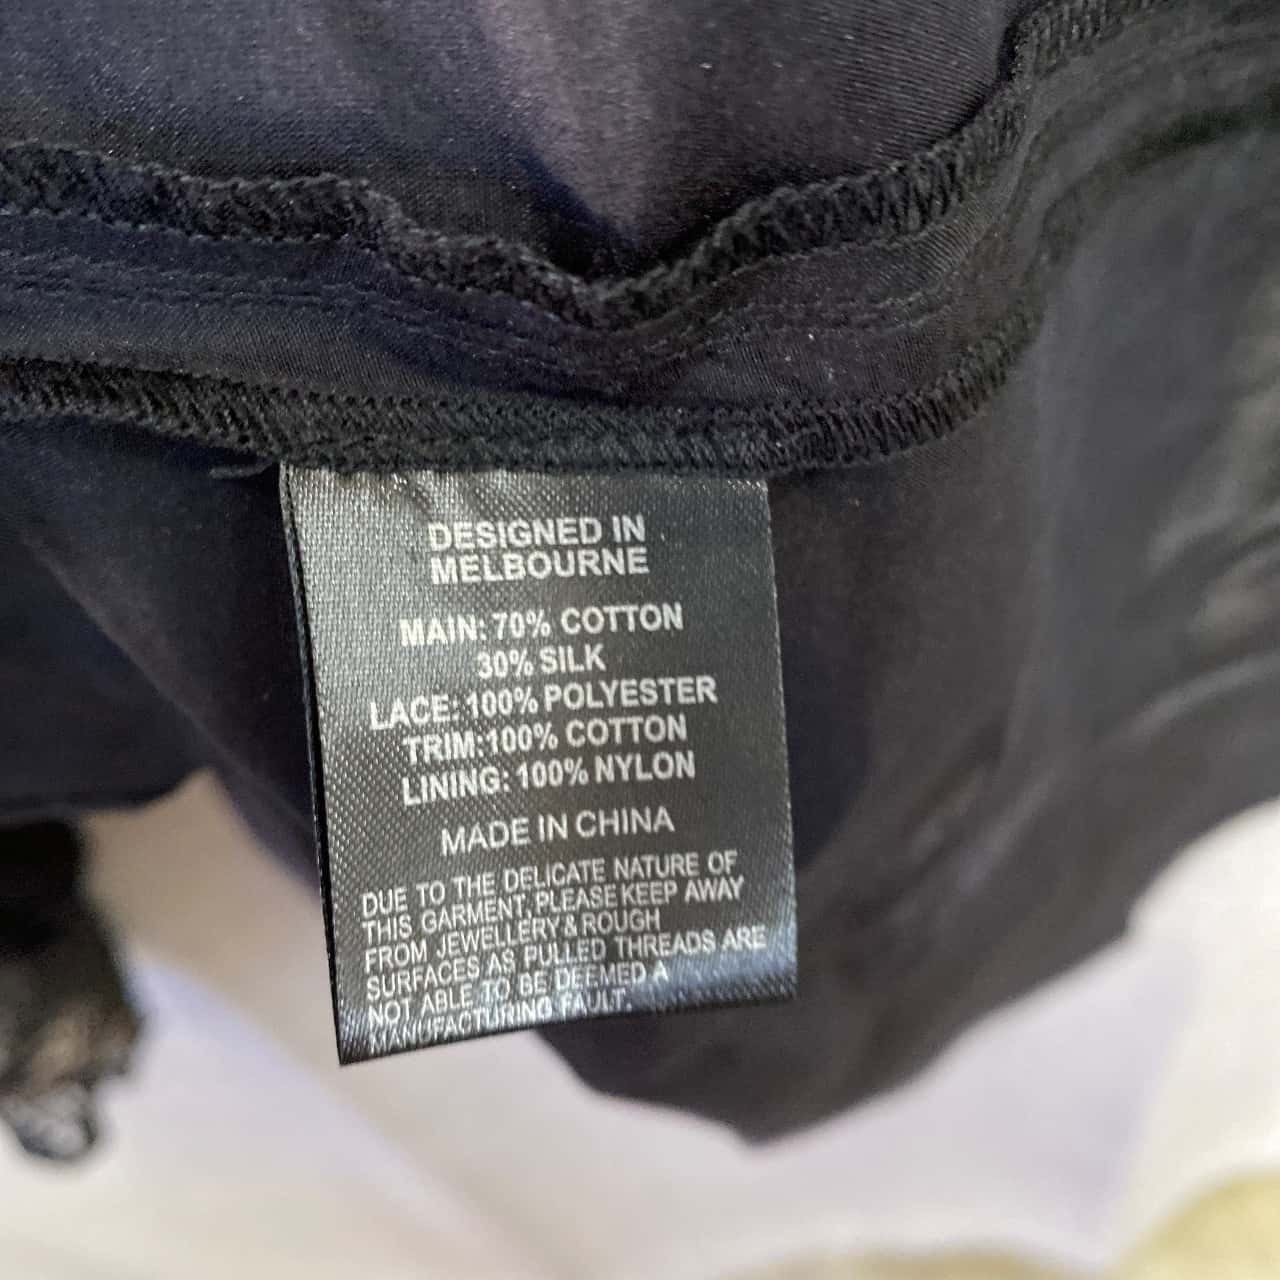 DESIGNED IN
MELBOURNE
MAIN: 70% COTTON
30% SILK
LACE: 100% POLYESTER
TRIM:100% COTTON
LINING: 100% NYLON
MADE IN CHINA
DUE TO THE DELICATE NATURE OF
THIS GARMENT, PLEASE KEEP AWAY
FROM JEWELLERY & ROUGH
SURFACES AS PULLED THREADS ARE
NOT ABLE TO BE DEEMED A
MANUFACTURING FAULT.